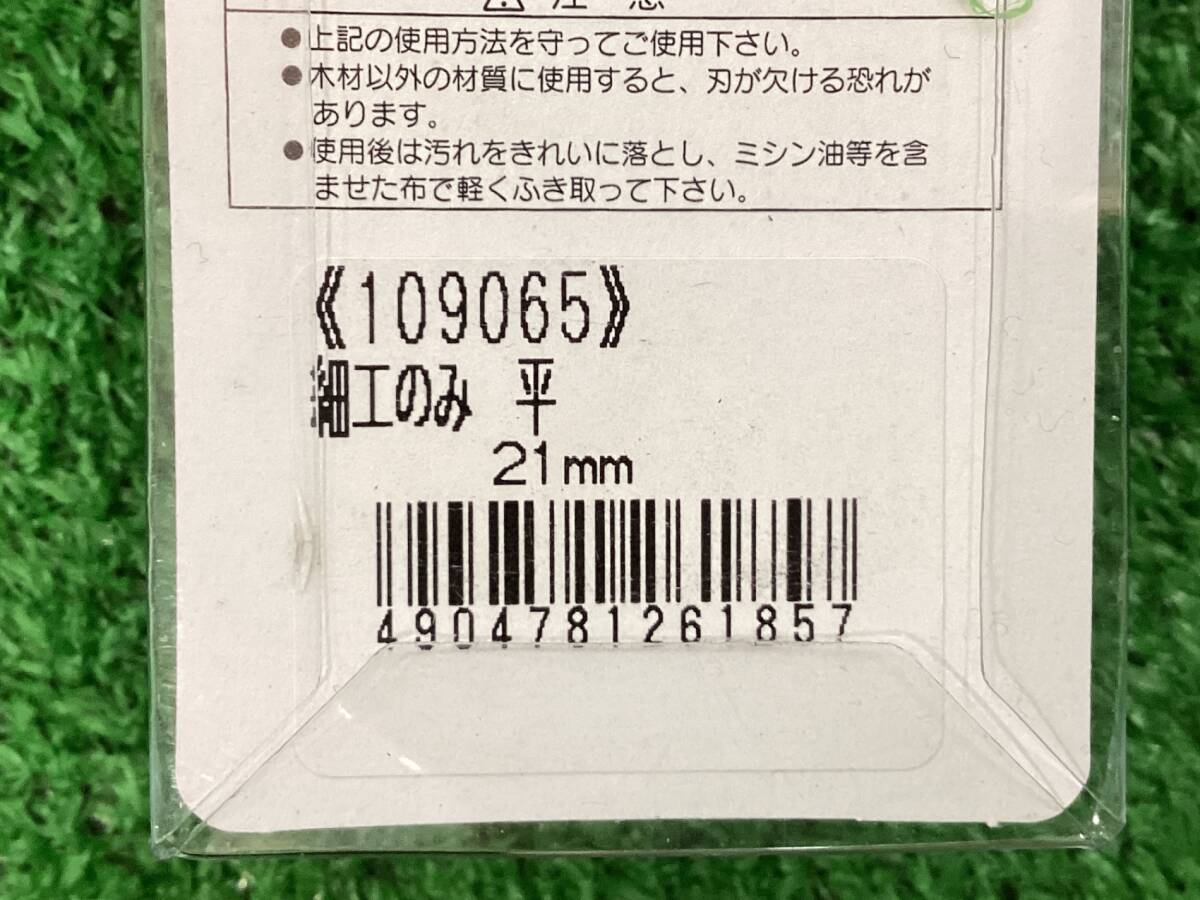 ⚠ 注 意
●上記の使用方法を守ってご使用下さい。
●木材以外の材質に使用すると、刃が欠ける恐れが
あります。
●使用後は汚れをきれいに落とし、ミシン油等を含
ませた布で軽くふき取って下さい。
《109065》
細工のみ 平
21mm
4904781261857